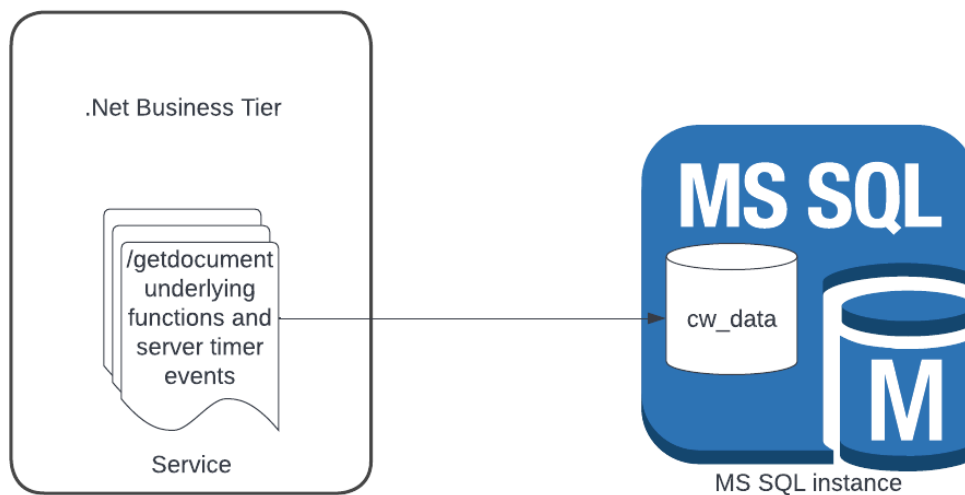 .Net Business Tier
/getdocument
underlying
functions and
server timer
events
Service
MS SQL
cw_data
M
MS SQL instance